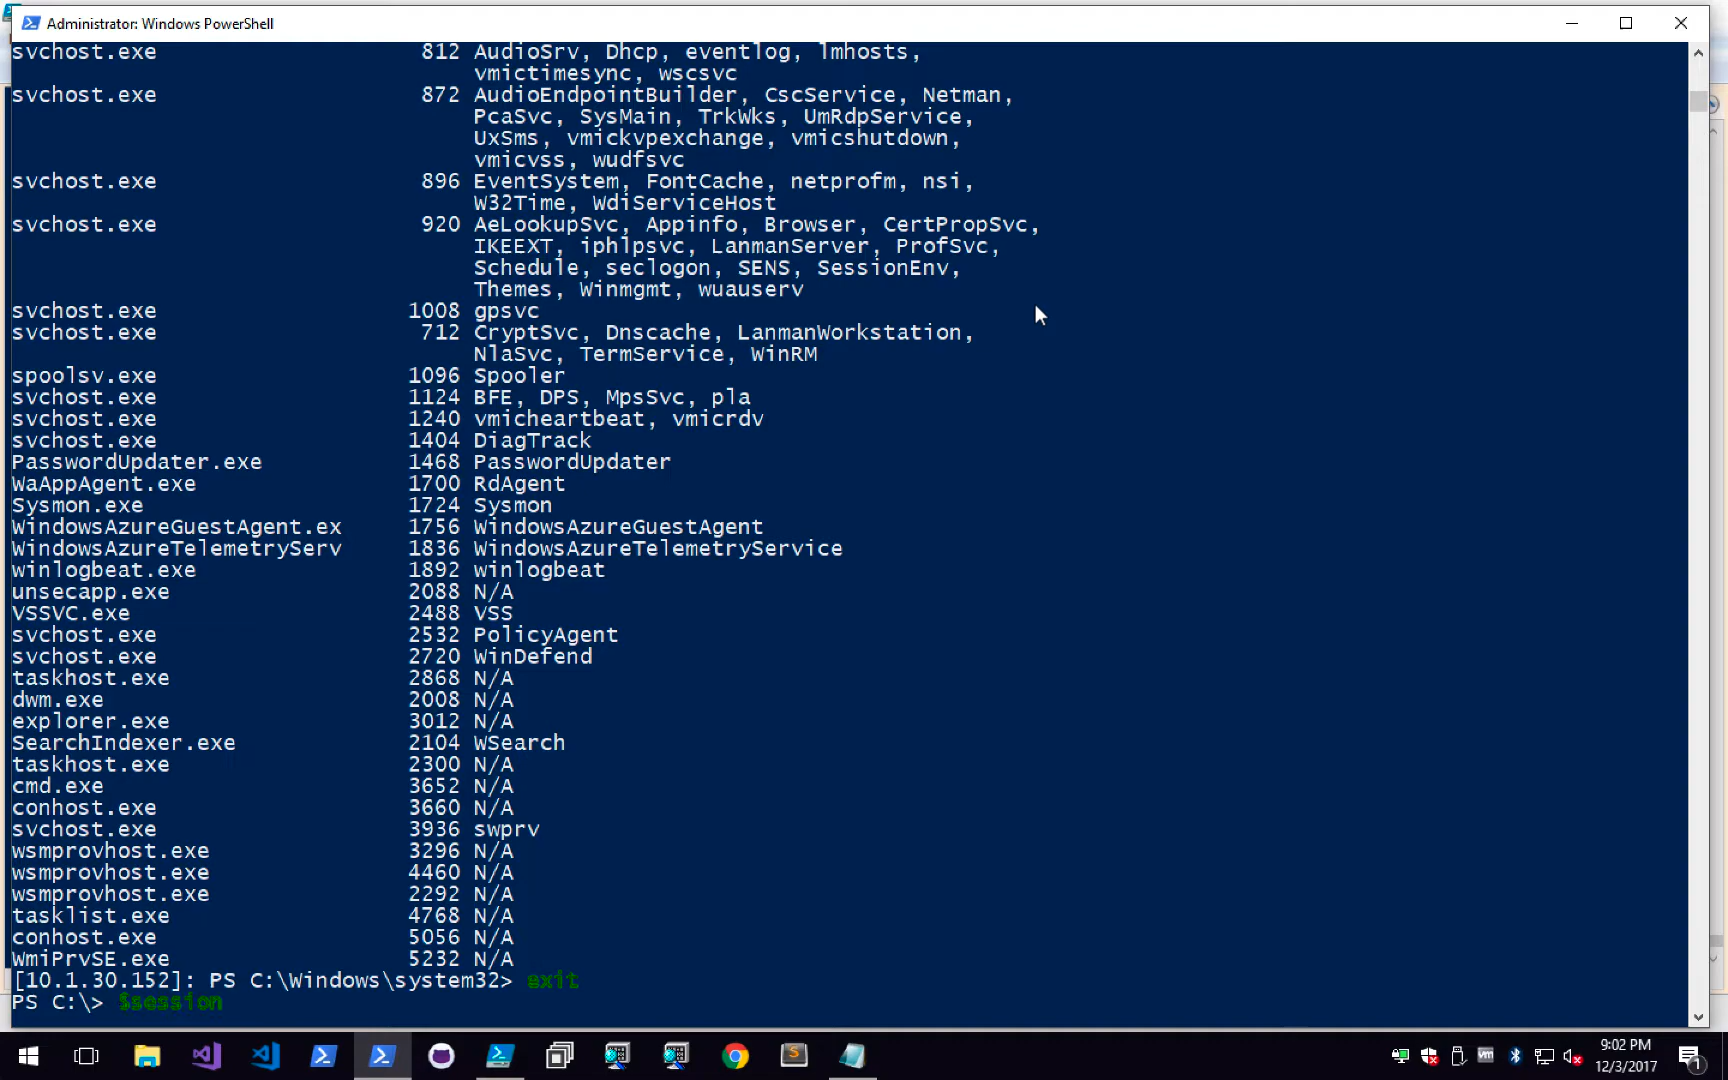 Administrator: Windows PowerShell
svchost.exe 812 AudioSrv, Dhcp, eventlog, lmhosts,
vmictimesync, wscsvc
svchost.exe 872 AudioEndpointBuilder, CscService, Netman,
PcaSvc, SysMain, TrkWks, UmRdpService,
UxSms, vmickvpexchange, vmicshutdown,
vmicvss, wudfsvc
svchost.exe 896 EventSystem, FontCache, netprofm, nsi,
W32Time, WdiServiceHost
svchost.exe 920 AeLookupSvc, Appinfo, Browser, CertPropSvc,
IKEEXT, iphlpsvc, LanmanServer, ProfSvc,
Schedule, seclogon, SENS, SessionEnv,
Themes, Winmgmt, wuauserv
svchost.exe 1008 gpsvc
svchost.exe 712 CryptSvc, Dnscache, LanmanWorkstation,
NlaSvc, TermService, WinRM
spoolsv.exe 1096 Spooler
svchost.exe 1124 BFE, DPS, MpsSvc, pla
svchost.exe 1240 vmicheartbeat, vmicrdv
svchost.exe 1404 DiagTrack
PasswordUpdater.exe 1468 PasswordUpdater
WaAppAgent.exe 1700 RdAgent
Sysmon.exe 1724 Sysmon
WindowsAzureGuestAgent.ex 1756 WindowsAzureGuestAgent
WindowsAzureTelemetryServ 1836 WindowsAzureTelemetryService
winlogbeat.exe 1892 winlogbeat
unsecapp.exe 2088 N/A
VSSVC.exe 2488 VSS
svchost.exe 2532 PolicyAgent
svchost.exe 2720 WinDefend
taskhost.exe 2868 N/A
dwm.exe 2008 N/A
explorer.exe 3012 N/A
SearchIndexer.exe 2104 WSearch
taskhost.exe 2300 N/A
cmd.exe 3652 N/A
conhost.exe 3660 N/A
svchost.exe 3936 swprv
wsmprovhost.exe 3296 N/A
wsmprovhost.exe 4460 N/A
wsmprovhost.exe 2292 N/A
tasklist.exe 4768 N/A
conhost.exe 5056 N/A
WmiPrvSE.exe 5232 N/A
[10.1.30.152]: PS C:\Windows\system32> exit
PS C:\> $session
9:02 PM
12/3/2017